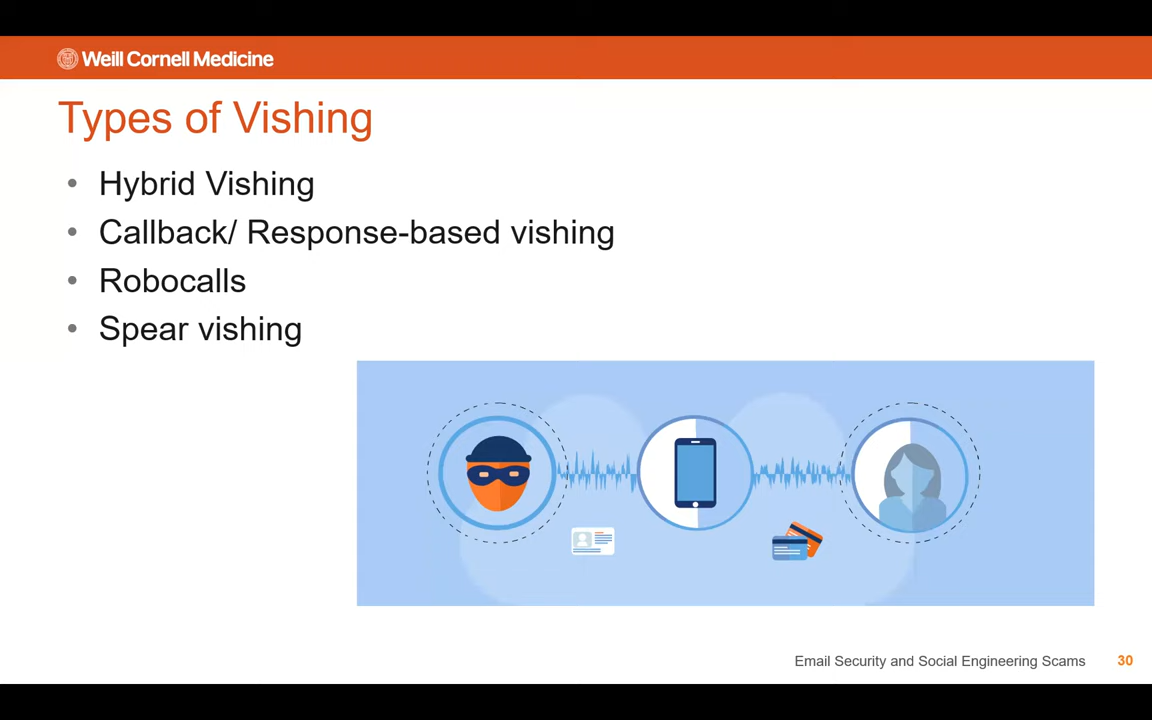 Weill Cornell Medicine
Types of Vishing
• Hybrid Vishing
• Callback/ Response-based vishing
• Robocalls
• Spear vishing
Email Security and Social Engineering Scams 30